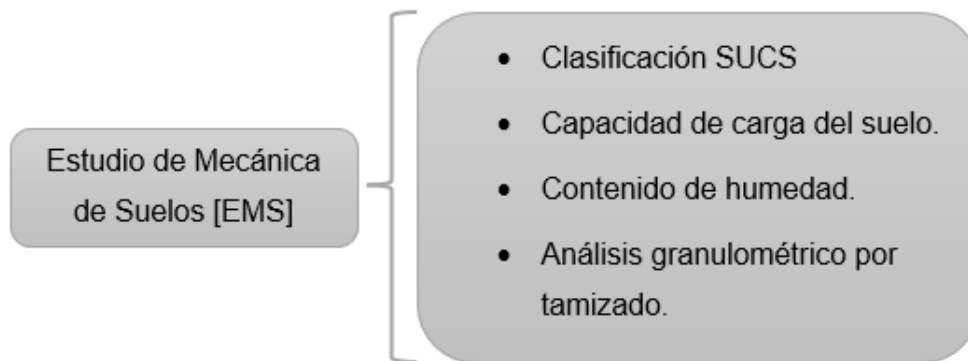 Estudio de Mecánica
de Suelos [EMS]
• Clasificación SUCS
• Capacidad de carga del suelo.
• Contenido de humedad.
• Análisis granulométrico por
tamizado.